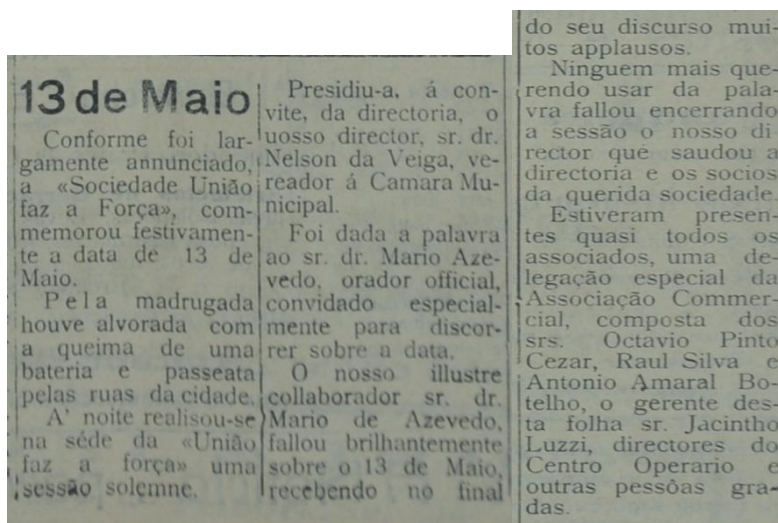 13 de Maio
Conforme foi lar-
gamente annunciado,
a «Sociedade União
faz a Força», com-
memorou festivamen-
te a data de 13 de
Maio.
Pela madrugada
houve alvorada com
a queima de uma
bateria e passeata
pelas ruas da cidade.
A' noite realisou-se
na séde da «União
faz a força» uma
sessão solemne.
Presidiu-a, á con-
vite, da directoria, o
uosso director, sr. dr.
Nelson da Veiga, ve-
reador á Camara Mu-
nicipal.
Foi dada a palavra
ao sr. dr. Mario Aze-
vedo, orador official,
convidado especial-
mente para discor-
rer sobre a data.
O nosso illustre
collaborador sr. dr.
Mario de Azevedo,
fallou brilhantemente
sobre o 13 de Maio,
recebendo no final
do seu discurso mui-
tos applausos.
Ninguem mais que-
rendo usar da pala-
vra fallou encerrando
a sessão o nosso di
rector que saudou a
directoria e os socios
da querida sociedade
Estiveram presen-
tes quasi todos os
associados, uma de-
legação especial da
Associação Commer-
cial, composta dos
srs. Octavio Pinto
Cezar, Raul Silva e
Antonio Amaral Bo-
telho, o gerente des-
ta folha sr. Jacintho
Luzzi, directores do
Centro Operario e
outras pessôas gra-
das.